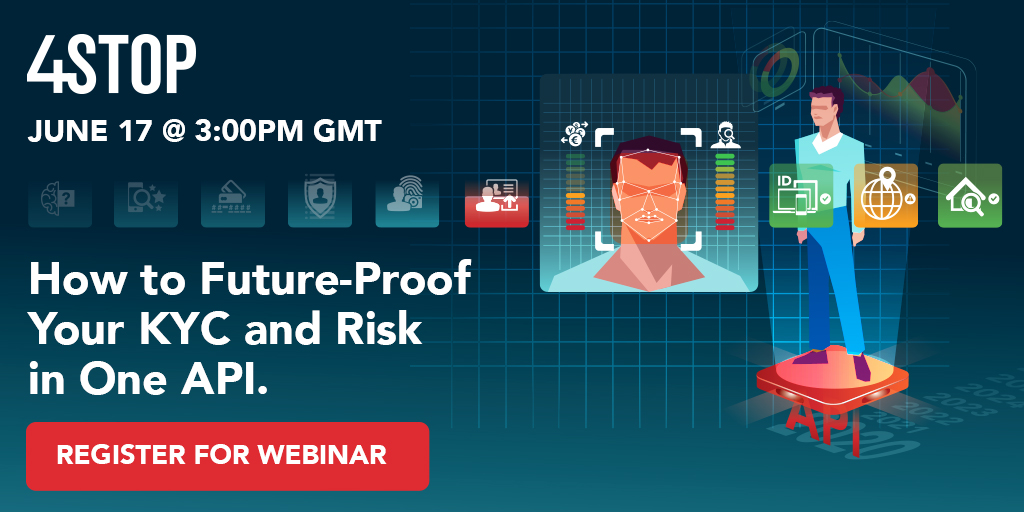 4STOP
JUNE 17 @ 3:00PM GMT
ID
How to Future-Proof
Your KYC and Risk
in One API.
REGISTER FOR WEBINAR
API